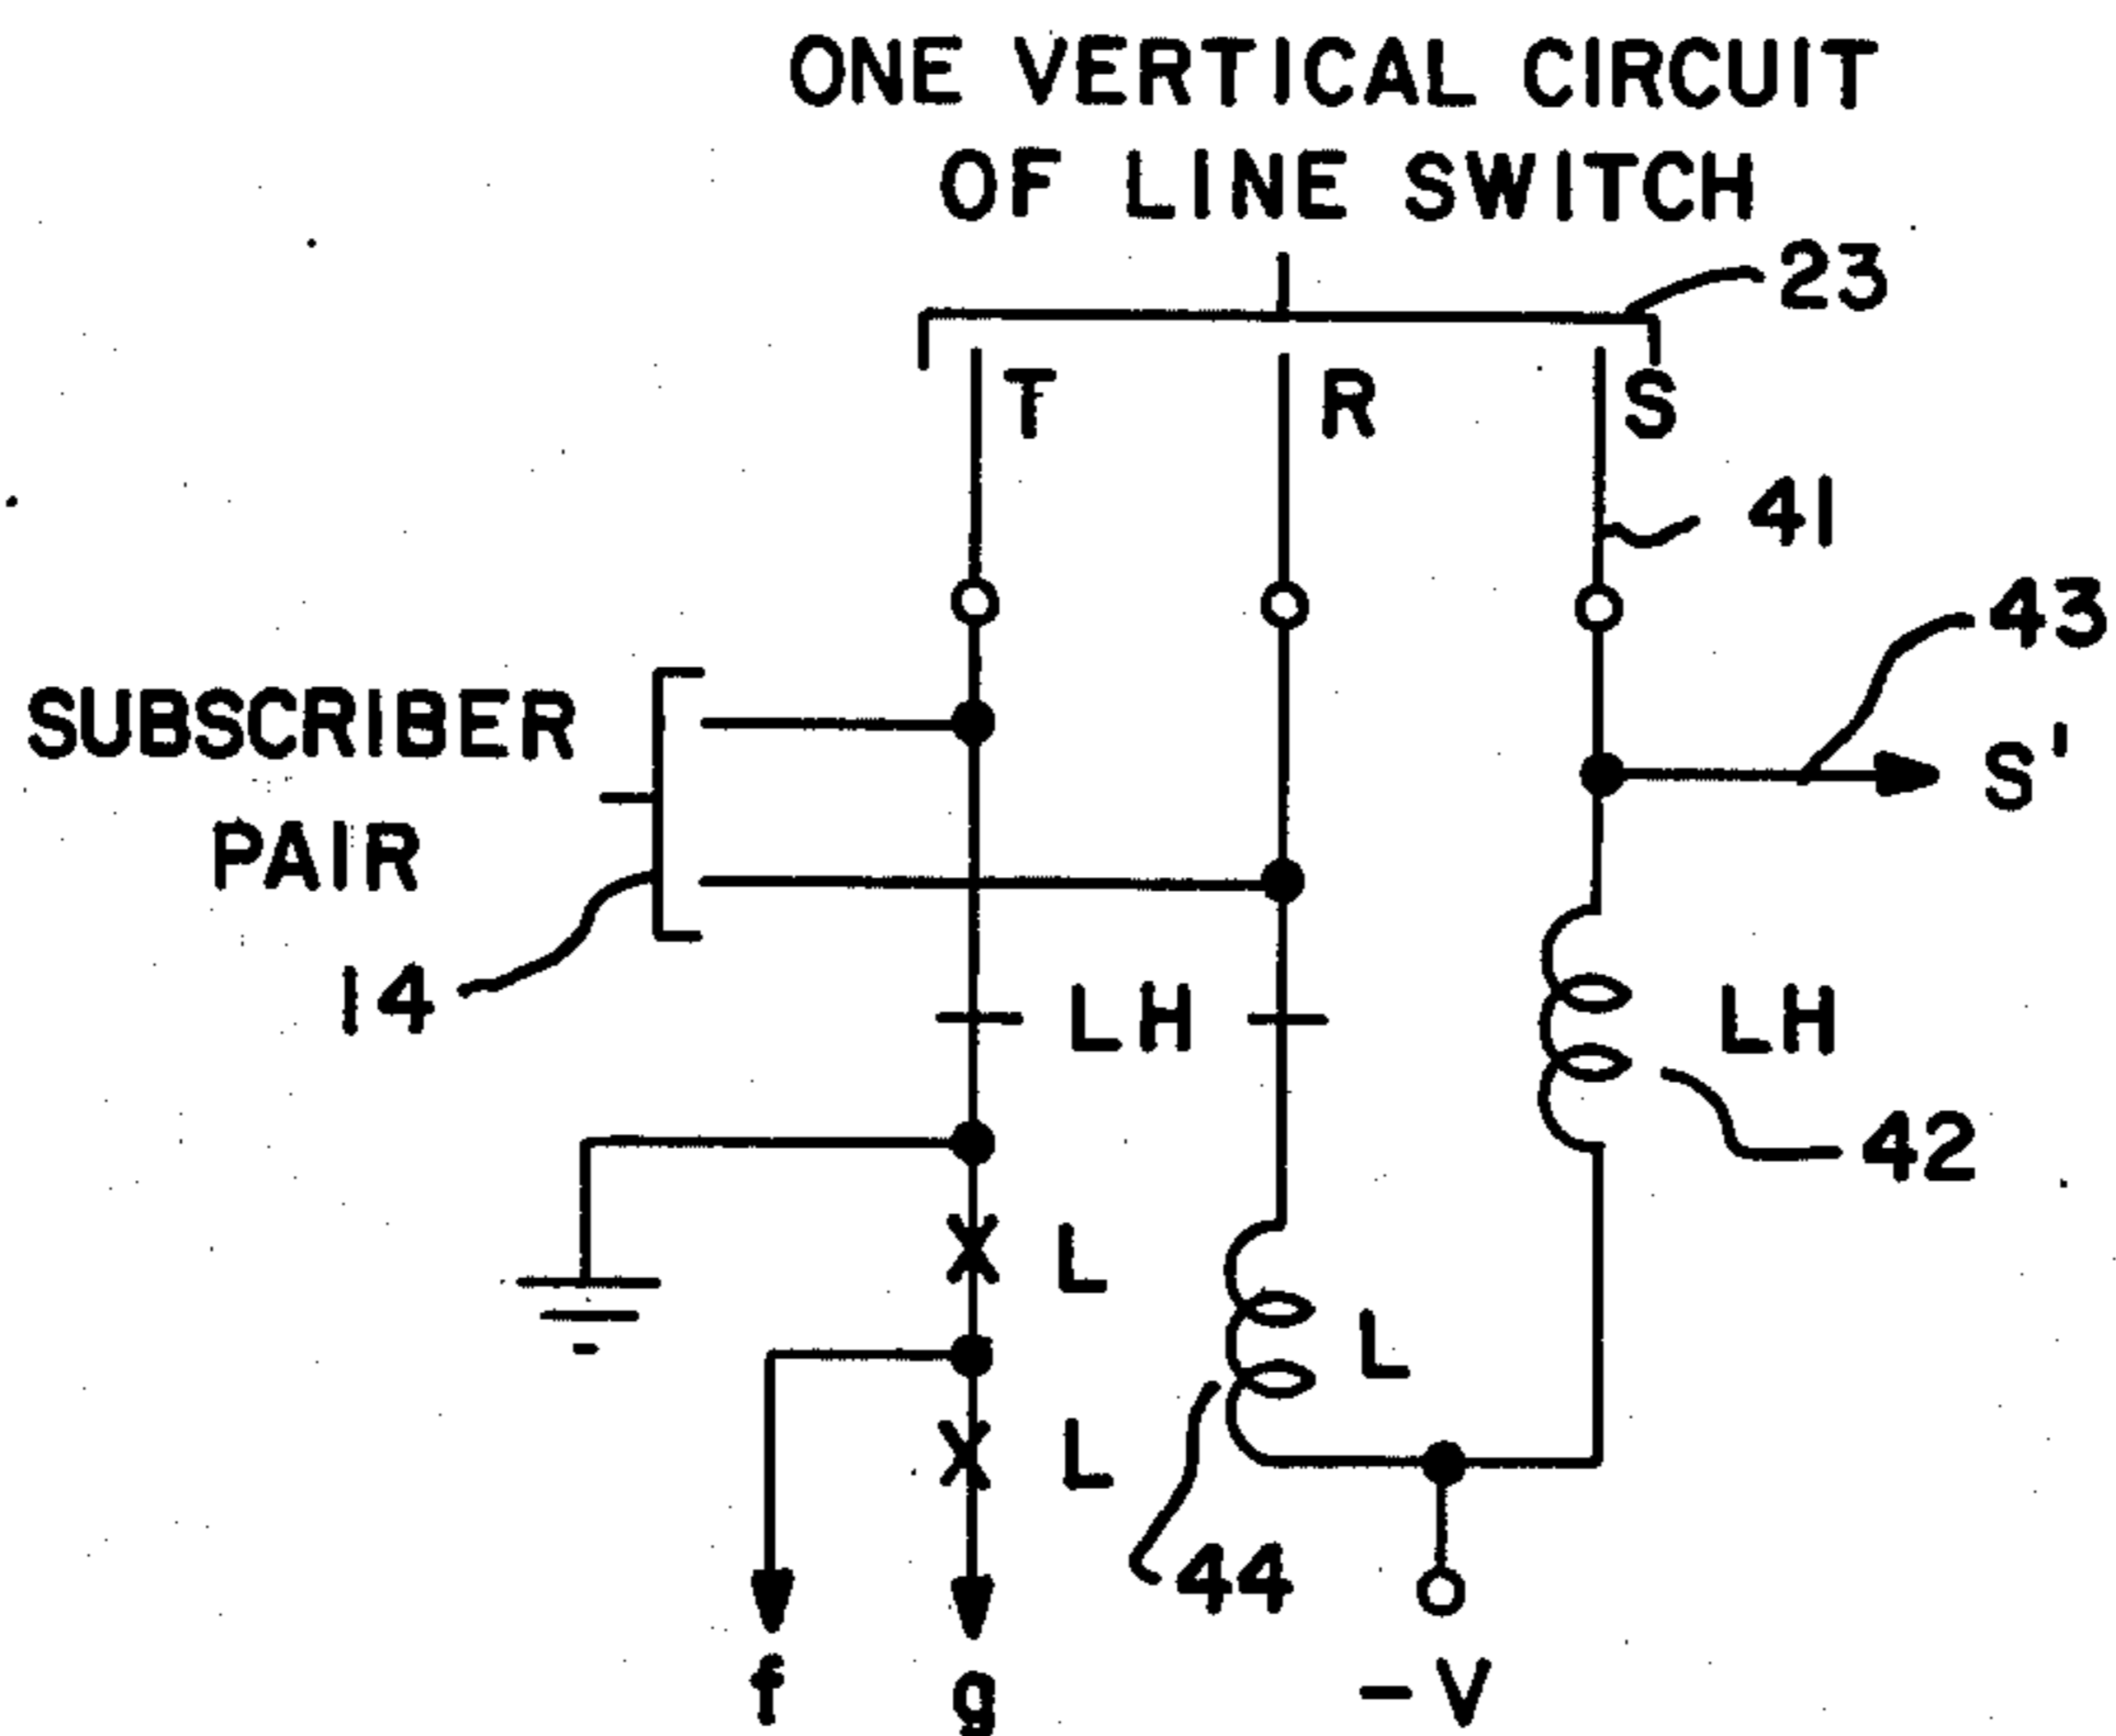 ONE VERTICAL CIRCUIT
OF LINE SWITCH
23
T R S
41
43
SUBSCRIBER
PAIR
S'
14
LH
LH
42
L
L
L
44
f g -V